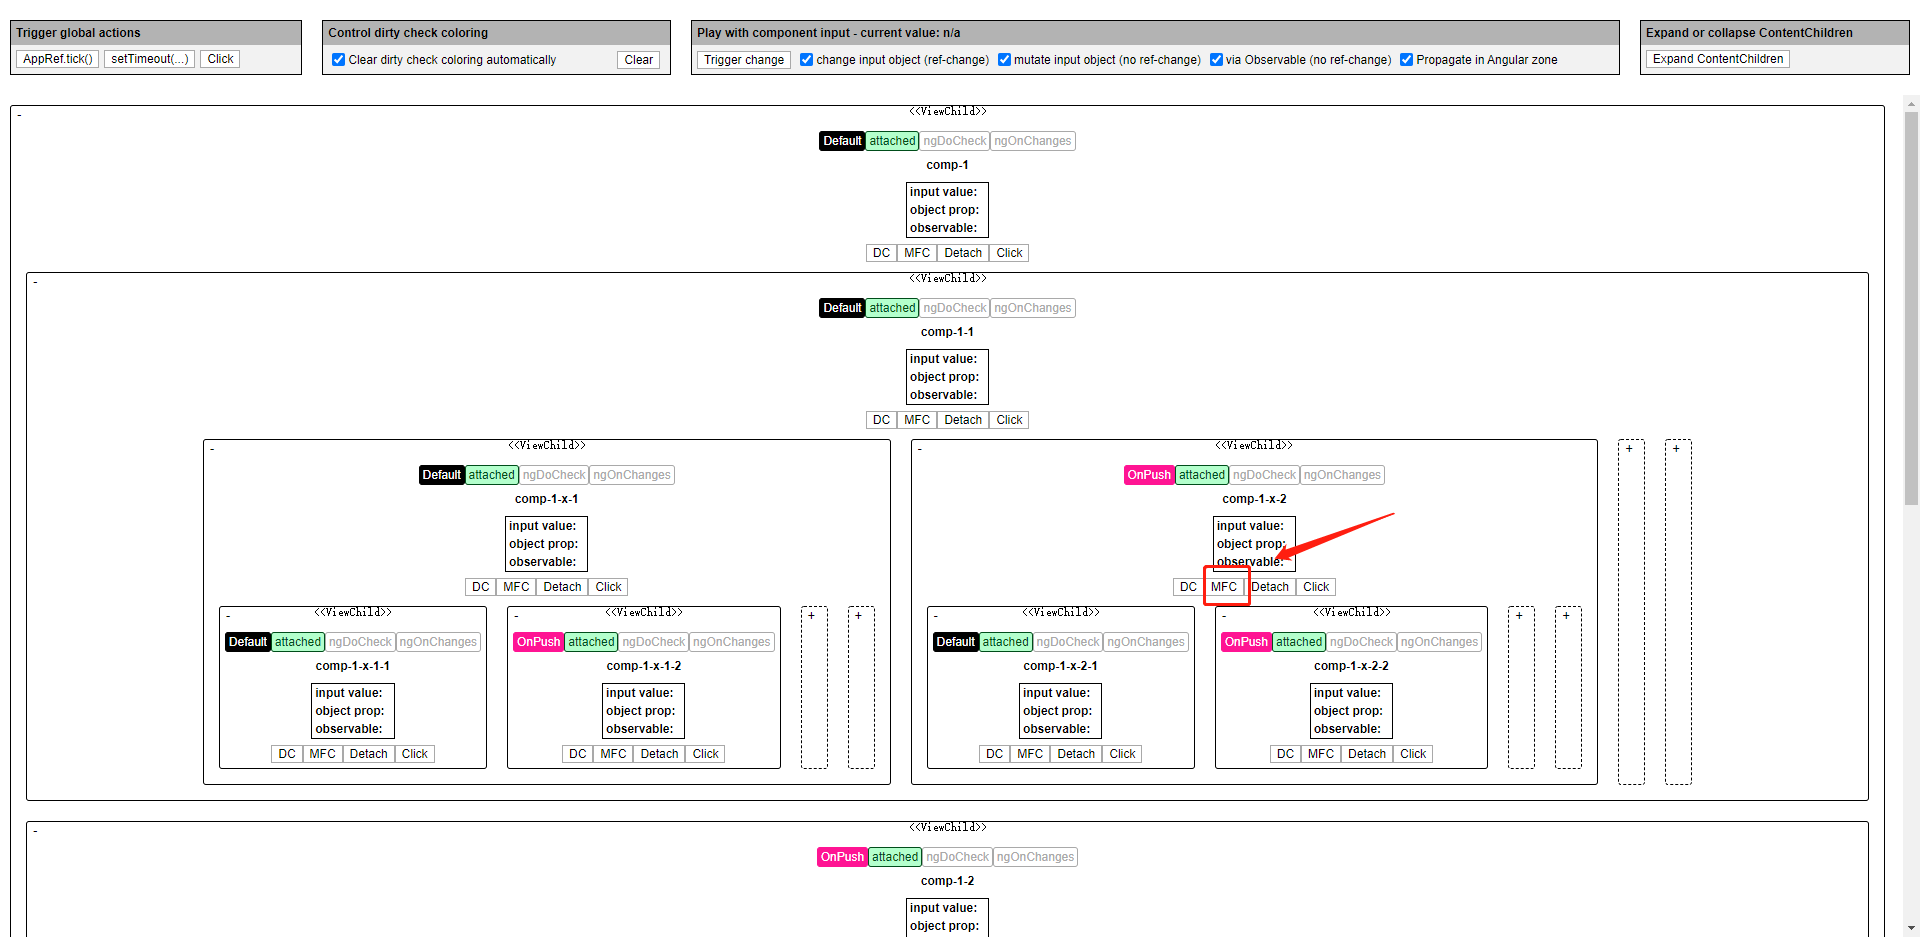 Trigger global actions
AppRef.tick() setTimeout(...) Click
Control dirty check coloring
Clear dirty check coloring automatically Clear
Play with component input - current value: n/a
Trigger change change input object (ref-change) mutate input object (no ref-change) via Observable (no ref-change) Propagate in Angular zone
Expand or collapse ContentChildren
Expand ContentChildren
- <<ViewChild>>
Default attached ngDoCheck ngOnChanges
comp-1
input value:
object prop:
observable:
DC MFC Detach Click
- <<ViewChild>>
Default attached ngDoCheck ngOnChanges
comp-1-1
input value:
object prop:
observable:
DC MFC Detach Click
- <<ViewChild>>
Default attached ngDoCheck ngOnChanges
comp-1-x-1
input value:
object prop:
observable:
DC MFC Detach Click
- <<ViewChild>>
Default attached ngDoCheck ngOnChanges
comp-1-x-1-1
input value:
object prop:
observable:
DC MFC Detach Click
- <<ViewChild>>
OnPush attached ngDoCheck ngOnChanges
comp-1-x-1-2
input value:
object prop:
observable:
DC MFC Detach Click
+ +
- <<ViewChild>>
OnPush attached ngDoCheck ngOnChanges
comp-1-x-2
input value:
object prop:
observable:
DC MFC Detach Click
- <<ViewChild>>
Default attached ngDoCheck ngOnChanges
comp-1-x-2-1
input value:
object prop:
observable:
DC MFC Detach Click
- <<ViewChild>>
OnPush attached ngDoCheck ngOnChanges
comp-1-x-2-2
input value:
object prop:
observable:
DC MFC Detach Click
+ +
+ +
- <<ViewChild>>
OnPush attached ngDoCheck ngOnChanges
comp-1-2
input value:
object prop: